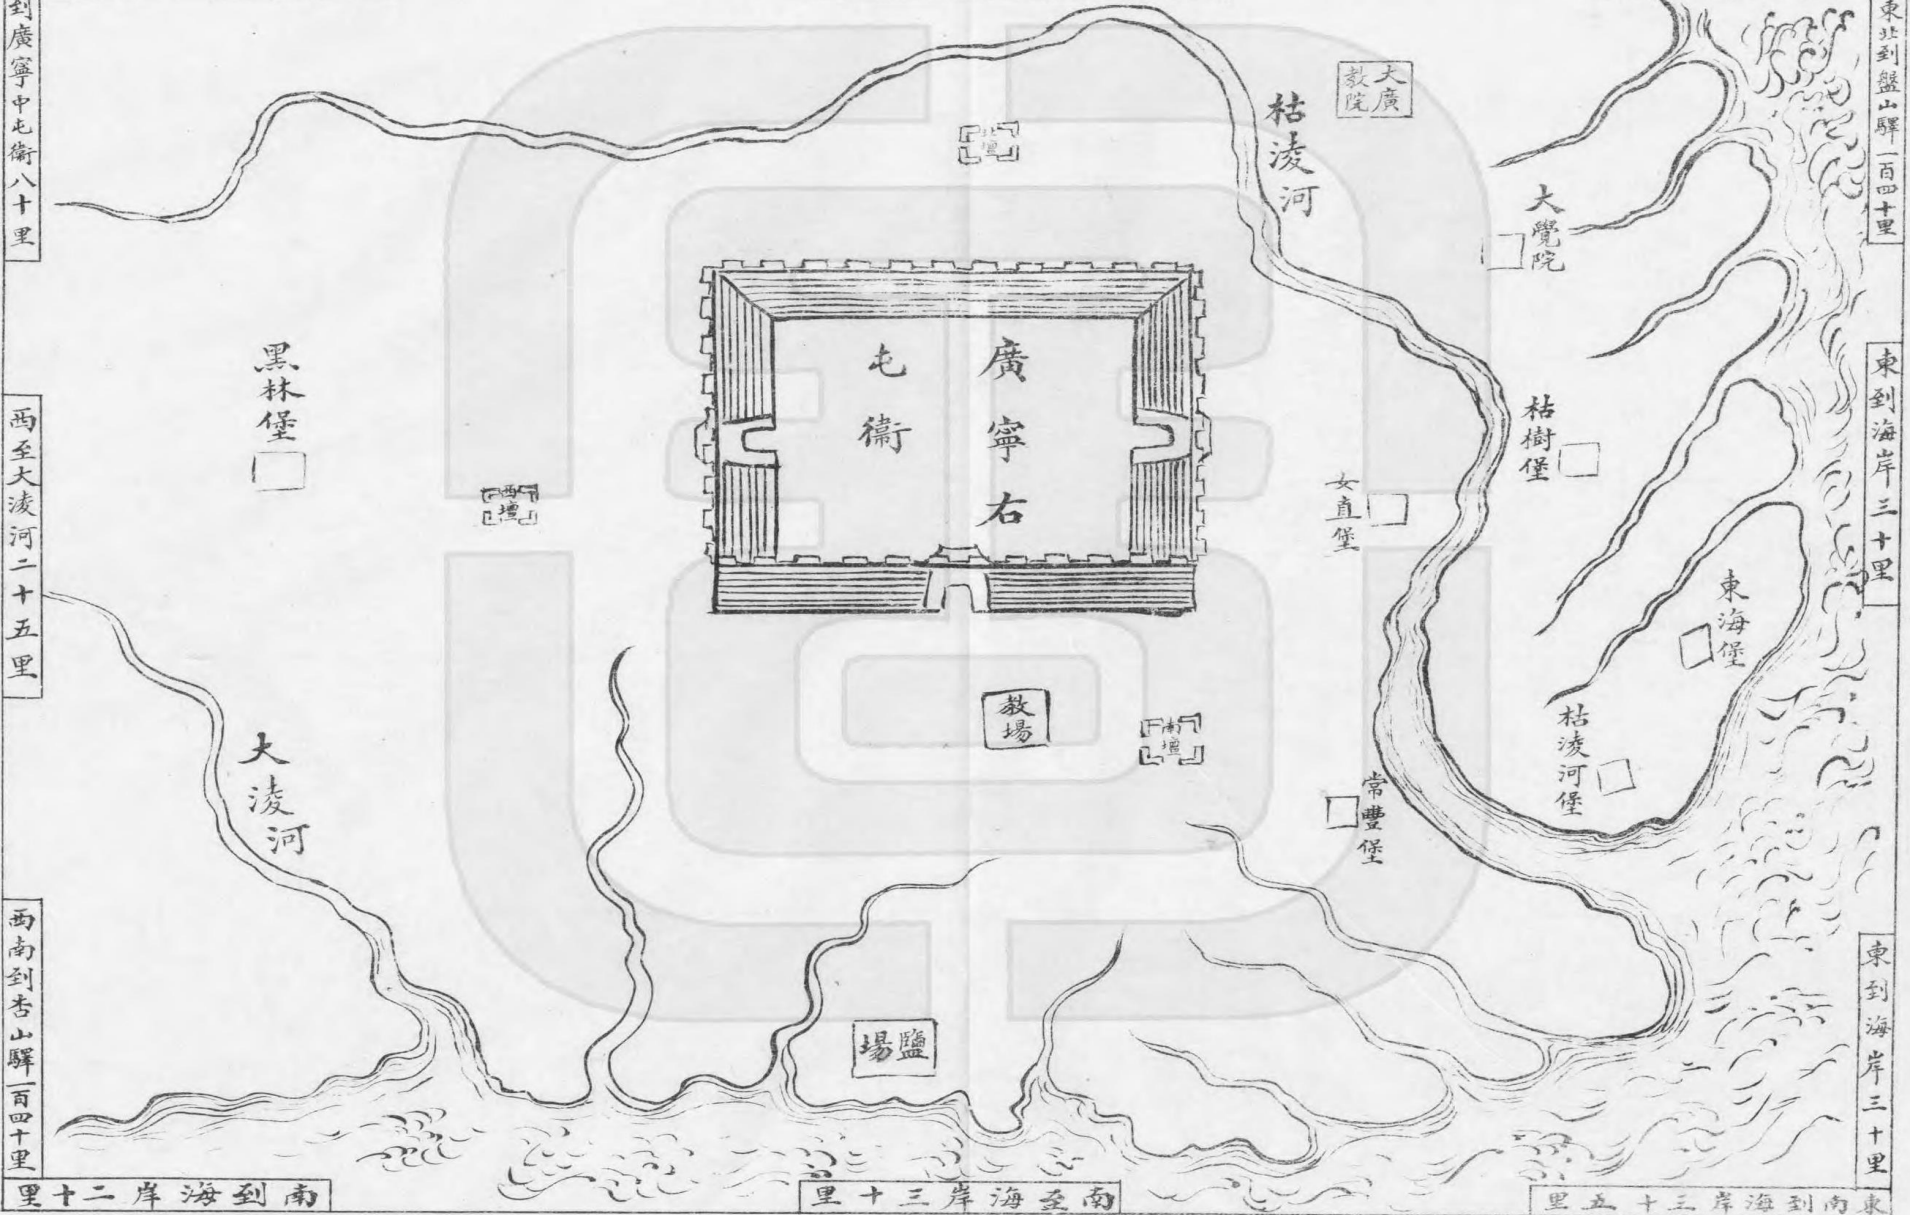 東北到盤山驛一百四十里
東到海岸三十里
東到海岸三十里
東南到海岸三十五里
大廣
教院
枯淩河
大覺院
枯樹堡
女直堡
東海堡
枯淩河堡
常豐堡
北壇
廣寧右
屯衞
教場
南壇
鹽場
南至海岸三十里
西壇
黑林堡
大淩河
到廣寧中屯衞八十里
西至大淩河二十五里
西南到杏山驛一百四十里
南到海岸二十里